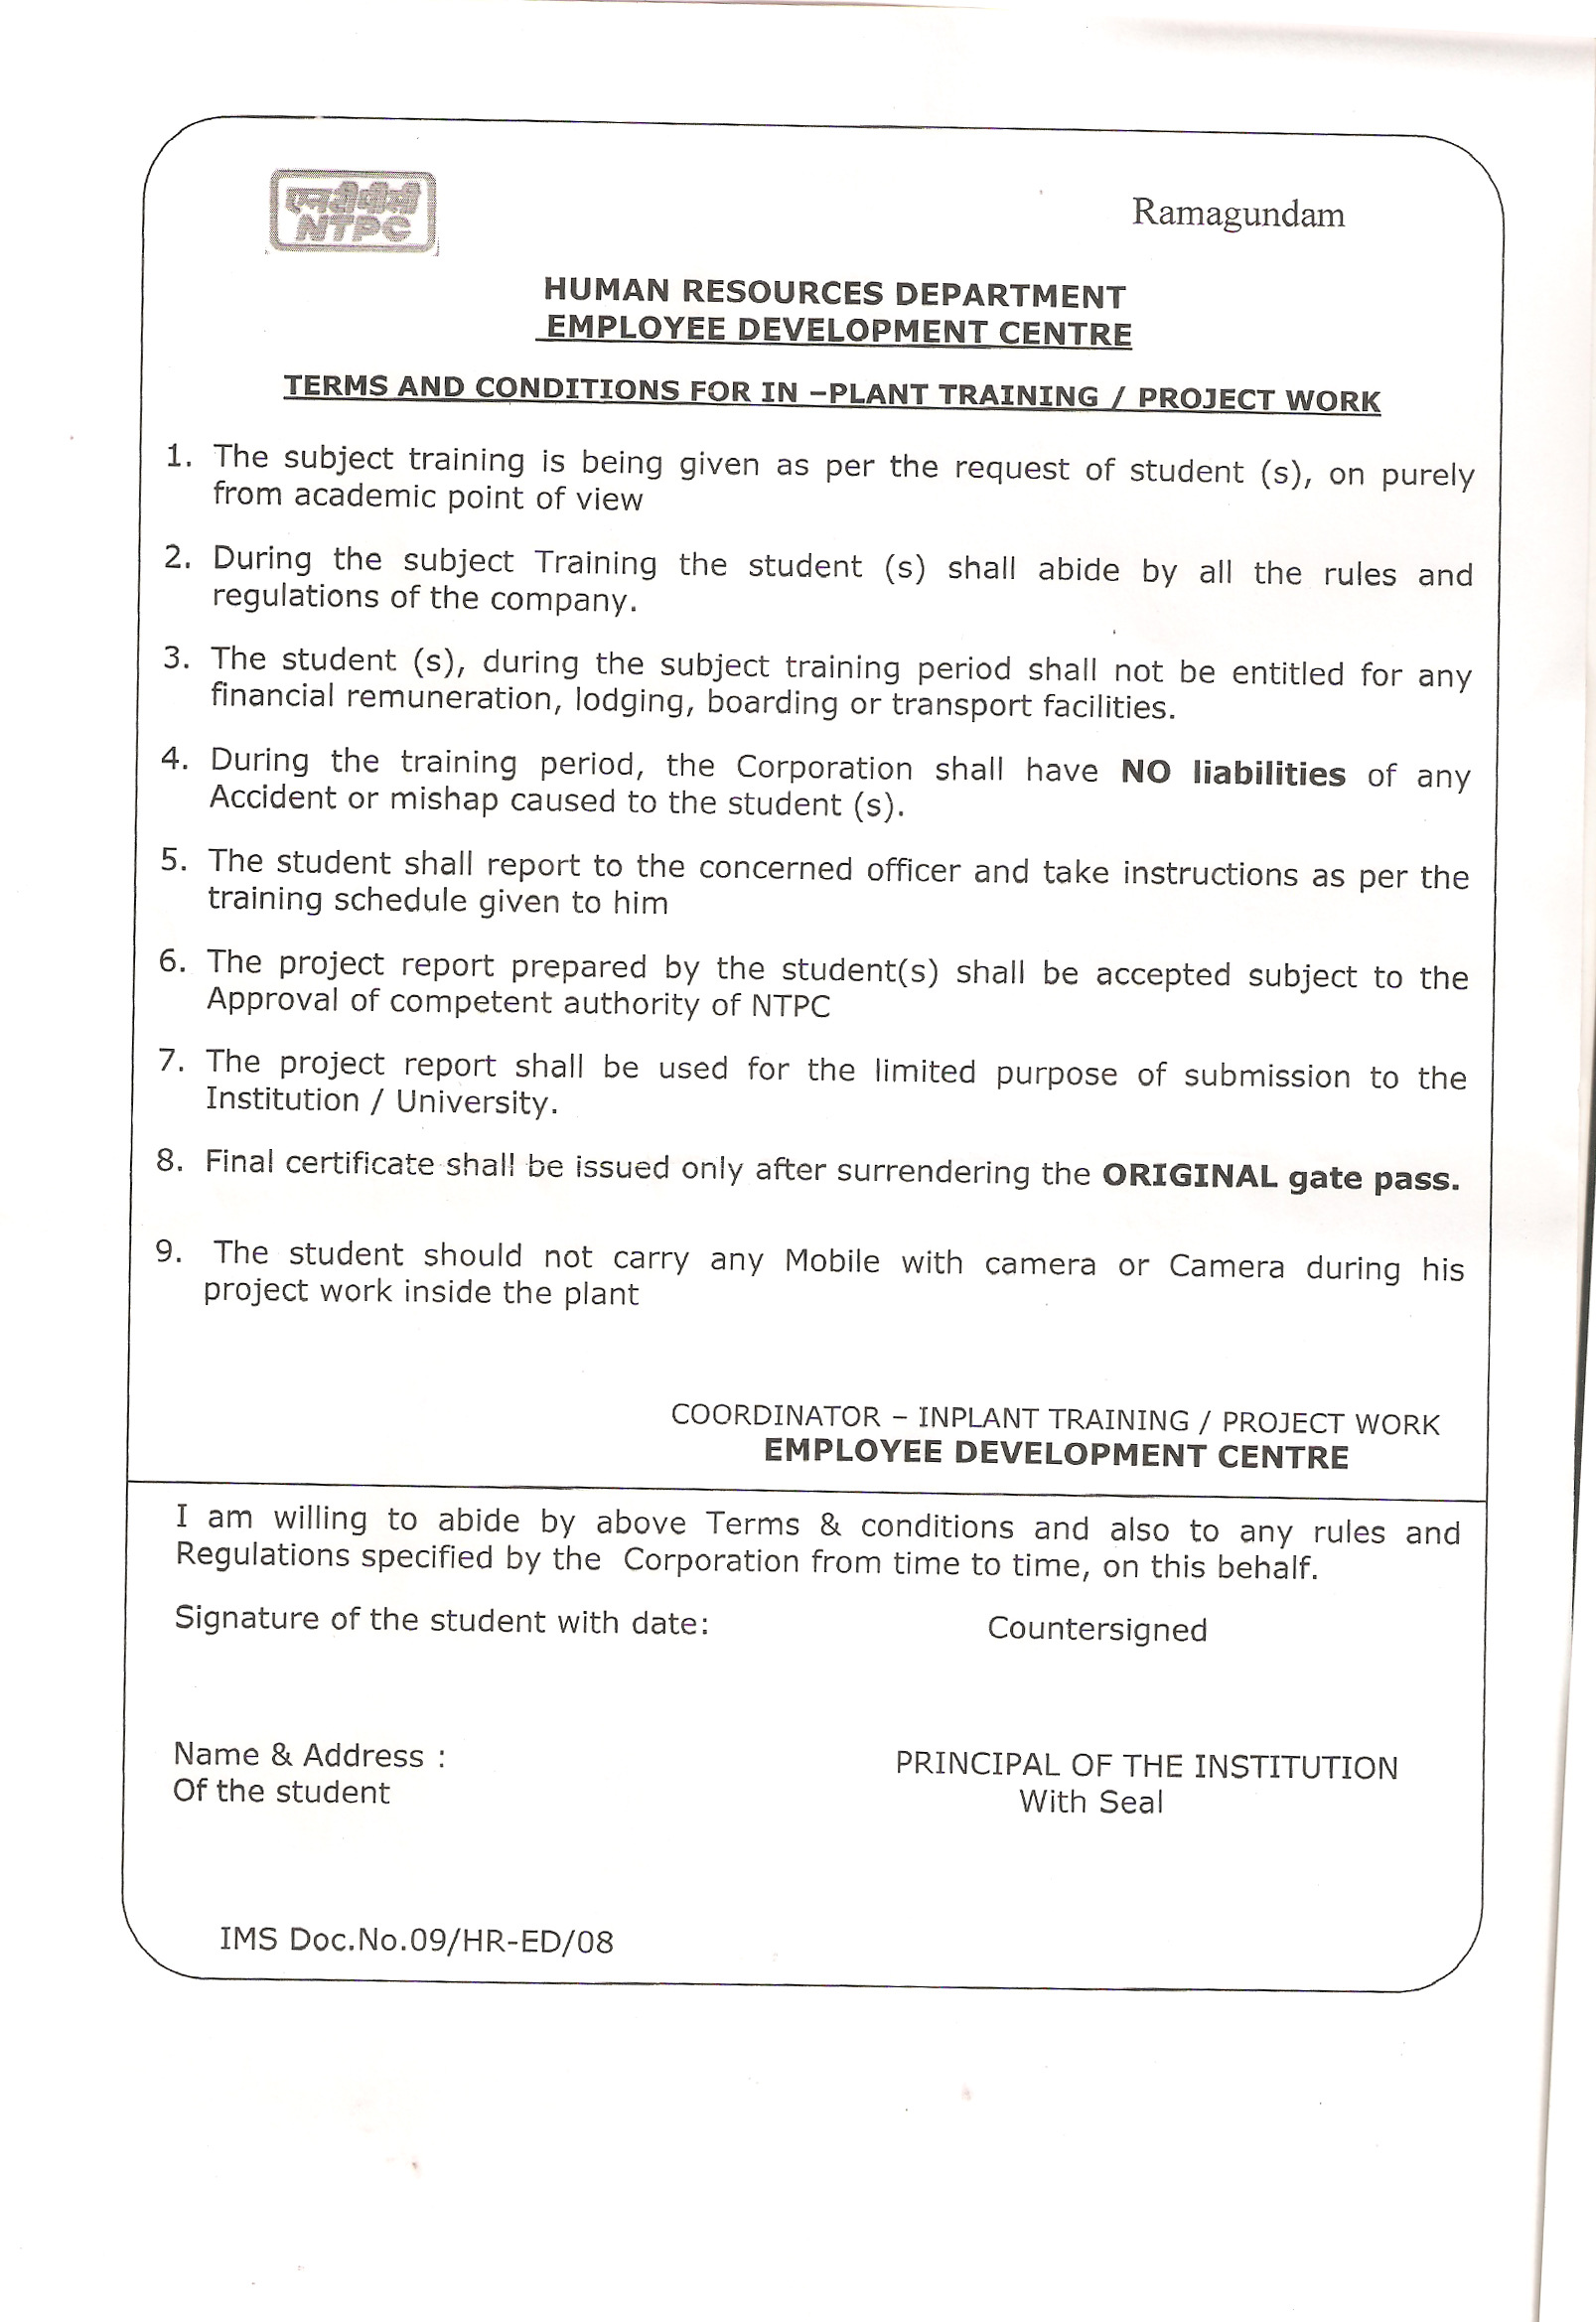 एनटीपीसी
NTPC
Ramagundam
HUMAN RESOURCES DEPARTMENT
EMPLOYEE DEVELOPMENT CENTRE
TERMS AND CONDITIONS FOR IN –PLANT TRAINING / PROJECT WORK
1. The subject training is being given as per the request of student (s), on purely
from academic point of view
2. During the subject Training the student (s) shall abide by all the rules and
regulations of the company.
3. The student (s), during the subject training period shall not be entitled for any
financial remuneration, lodging, boarding or transport facilities.
4. During the training period, the Corporation shall have NO liabilities of any
Accident or mishap caused to the student (s).
5. The student shall report to the concerned officer and take instructions as per the
training schedule given to him
6. The project report prepared by the student(s) shall be accepted subject to the
Approval of competent authority of NTPC
7. The project report shall be used for the limited purpose of submission to the
Institution / University.
8. Final certificate shall be issued only after surrendering the ORIGINAL gate pass.
9. The student should not carry any Mobile with camera or Camera during his
project work inside the plant
COORDINATOR – INPLANT TRAINING / PROJECT WORK
EMPLOYEE DEVELOPMENT CENTRE
I am willing to abide by above Terms & conditions and also to any rules and
Regulations specified by the Corporation from time to time, on this behalf.
Signature of the student with date: Countersigned
Name & Address : PRINCIPAL OF THE INSTITUTION
Of the student With Seal
IMS Doc.No.09/HR-ED/08